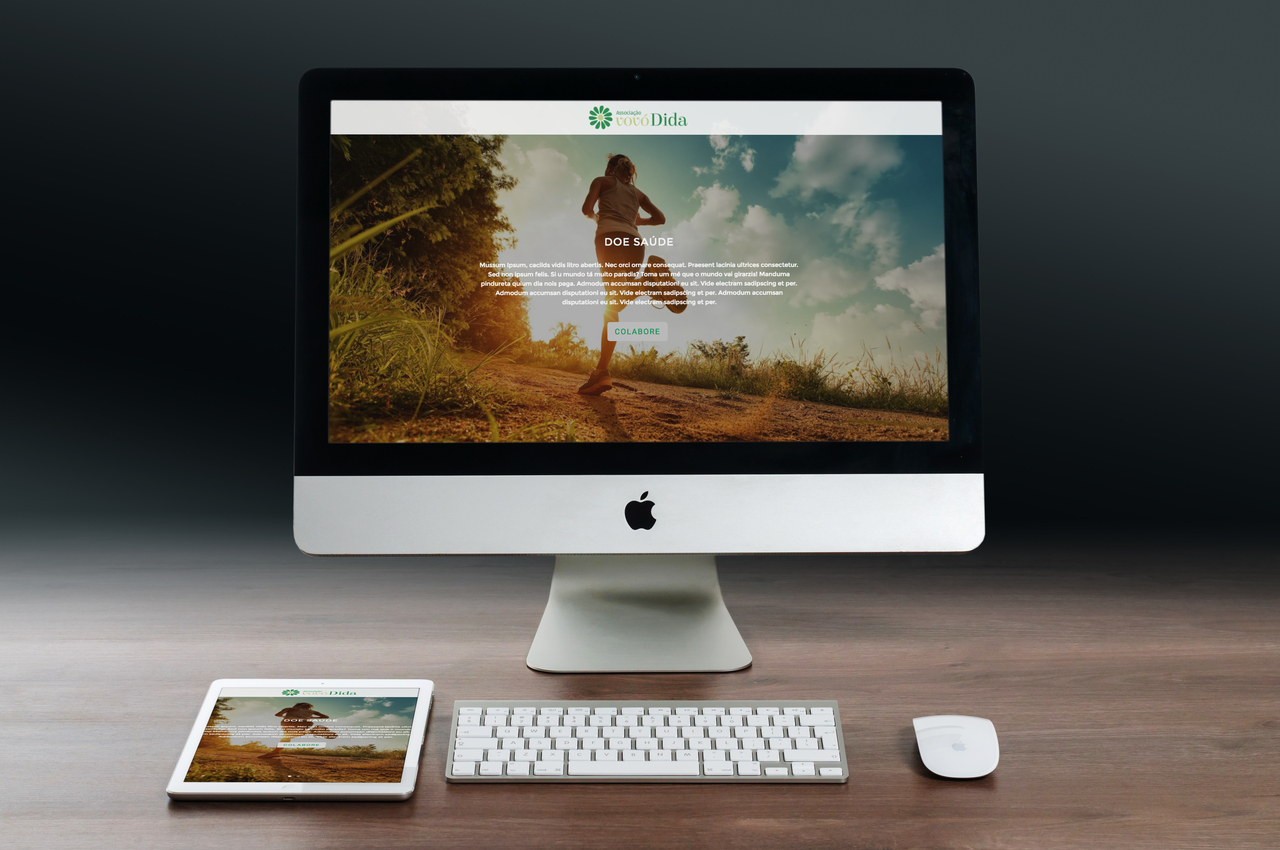 Associação
vovó Dida
DOE SAÚDE
Mussum Ipsum, cacilds vidis litro abertis. Nec orci ornare consequat. Praesent lacinia ultrices consectetur.
Sed non ipsum felis. Si u mundo tá muito paradis? Toma um mé que o mundo vai girarzis! Manduma
pindureta quium dia nois paga. Admodum accumsan disputationi eu sit. Vide electram sadipscing et per.
Admodum accumsan disputationi eu sit. Vide electram sadipscing et per. Admodum accumsan
disputationi eu sit. Vide electram sadipscing et per.
COLABORE
vovó Dida
DOE SAÚDE
COLABORE